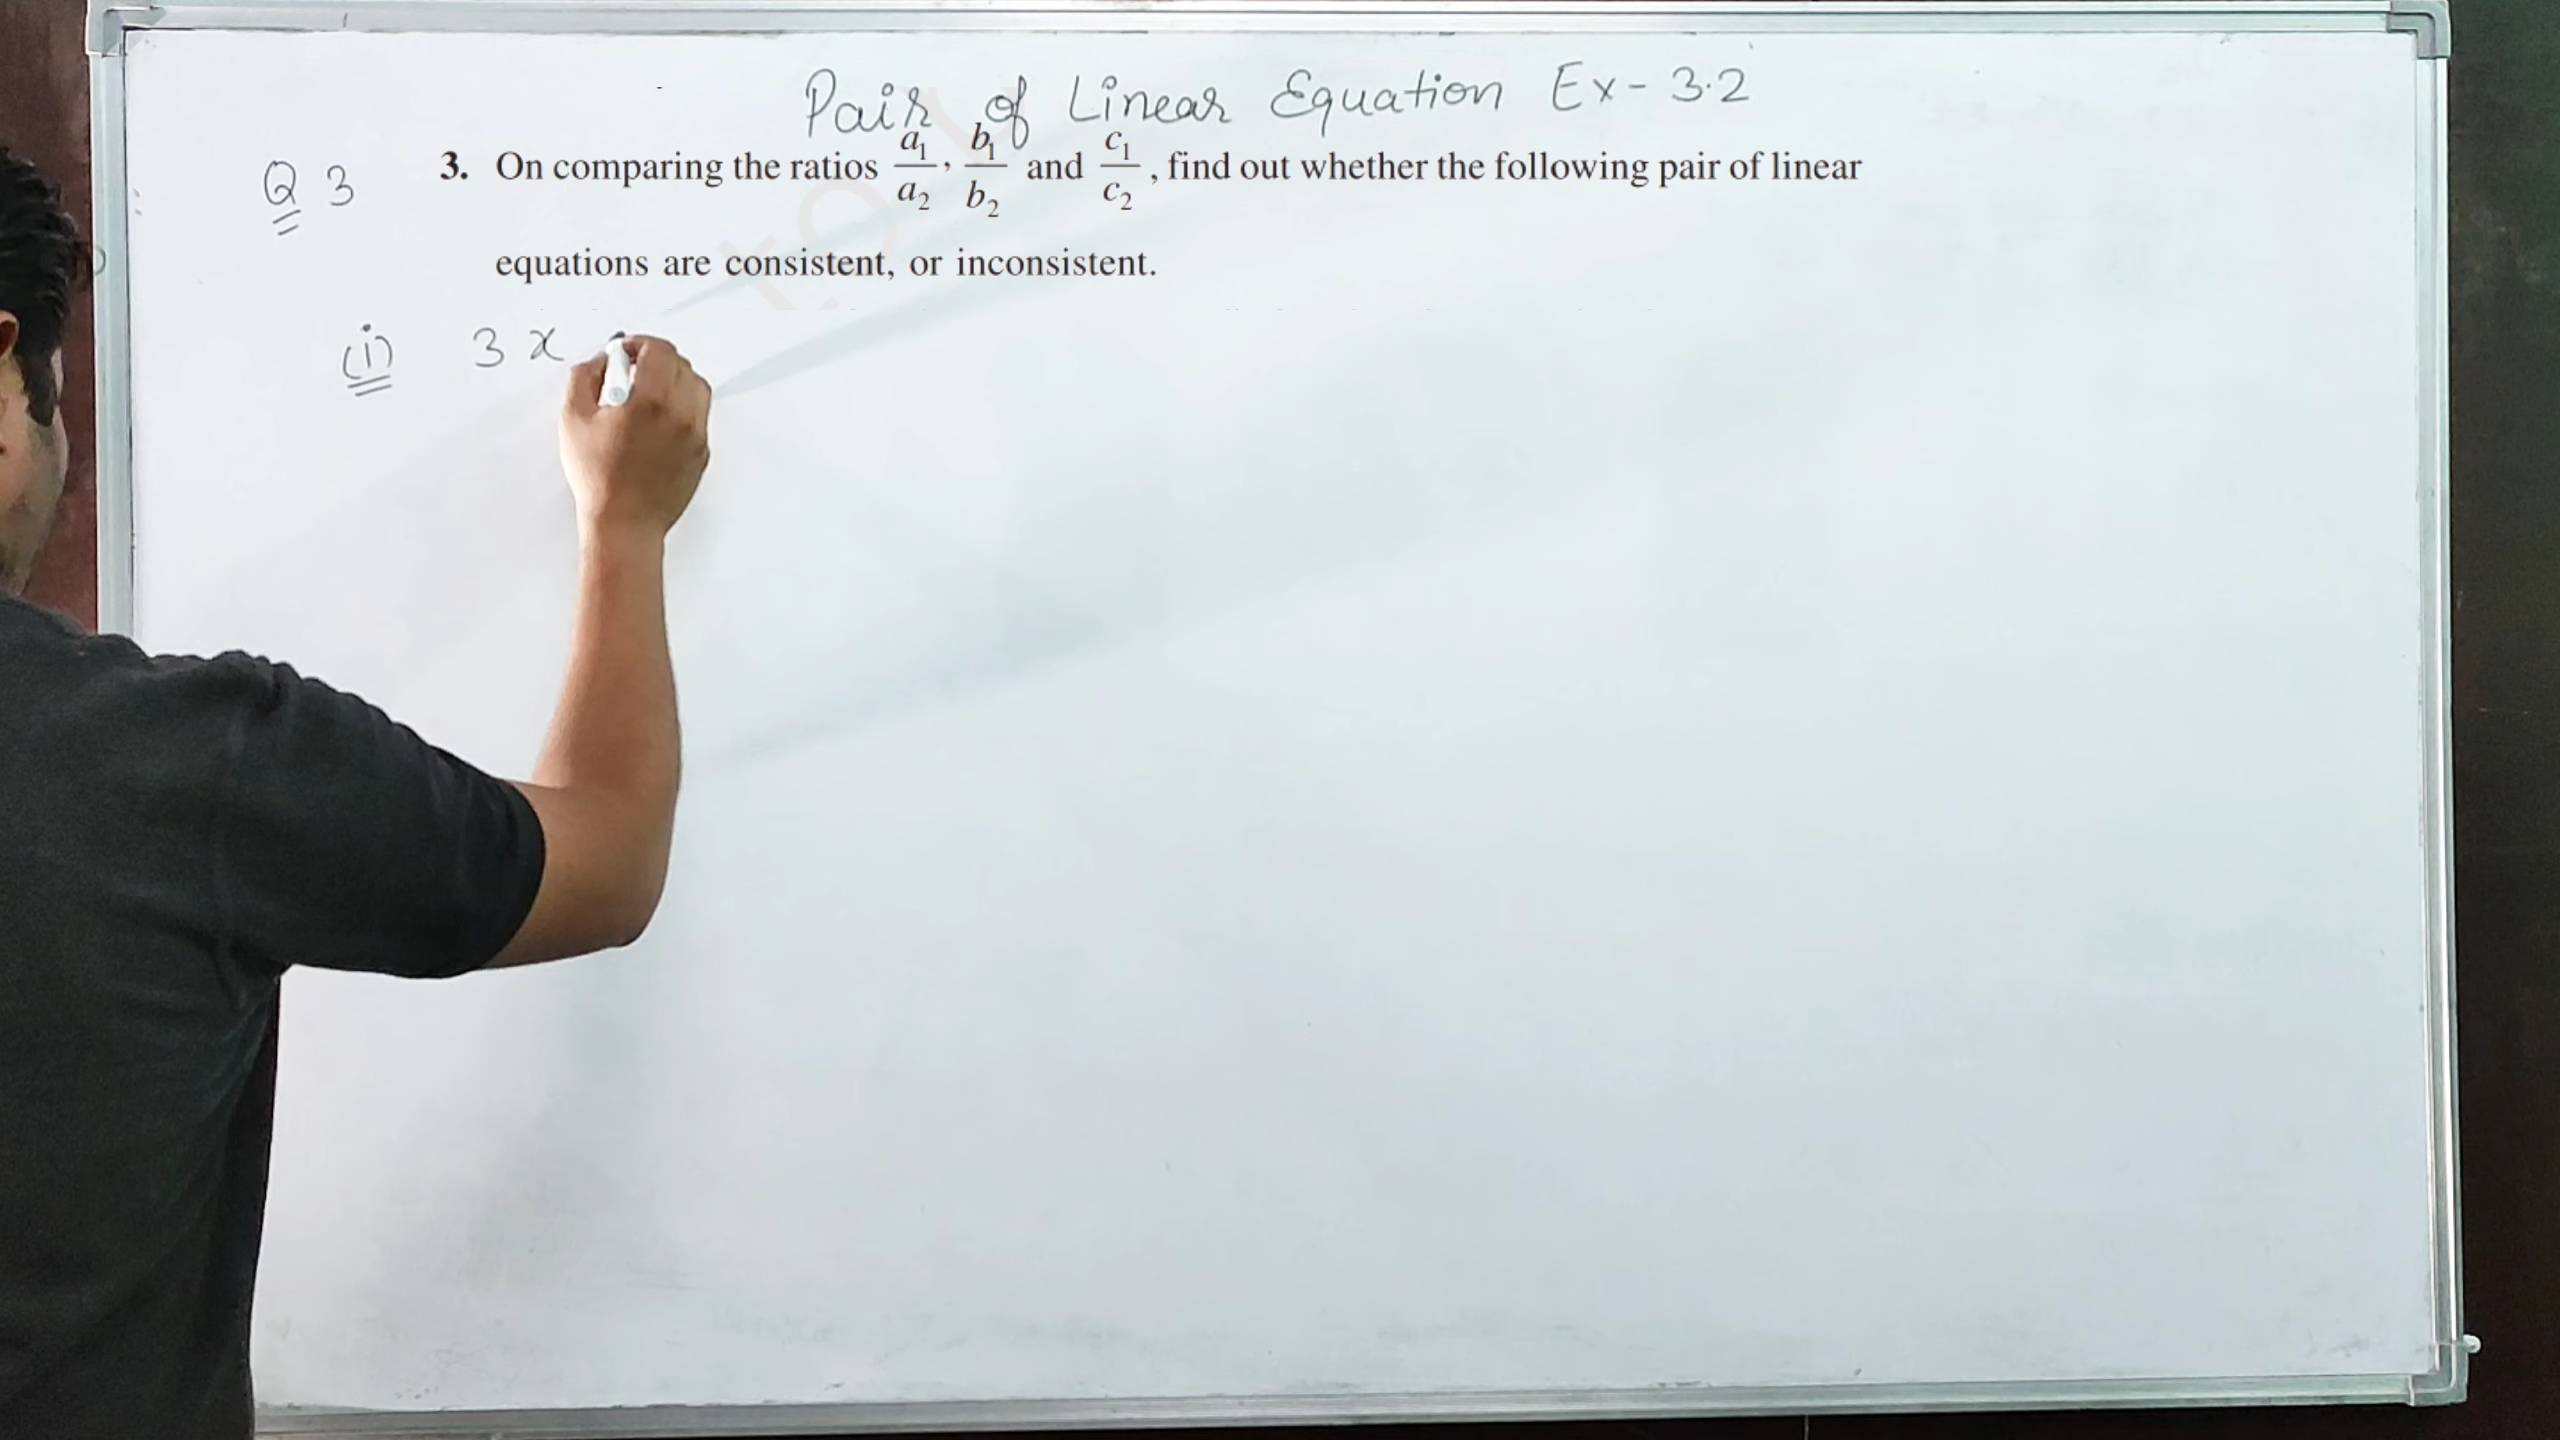 Pair of Linear Equation Ex - 3.2
Q 3
3. On comparing the ratios a₁/a₂, b₁/b₂ and c₁/c₂, find out whether the following pair of linear
equations are consistent, or inconsistent.
(i) 3x